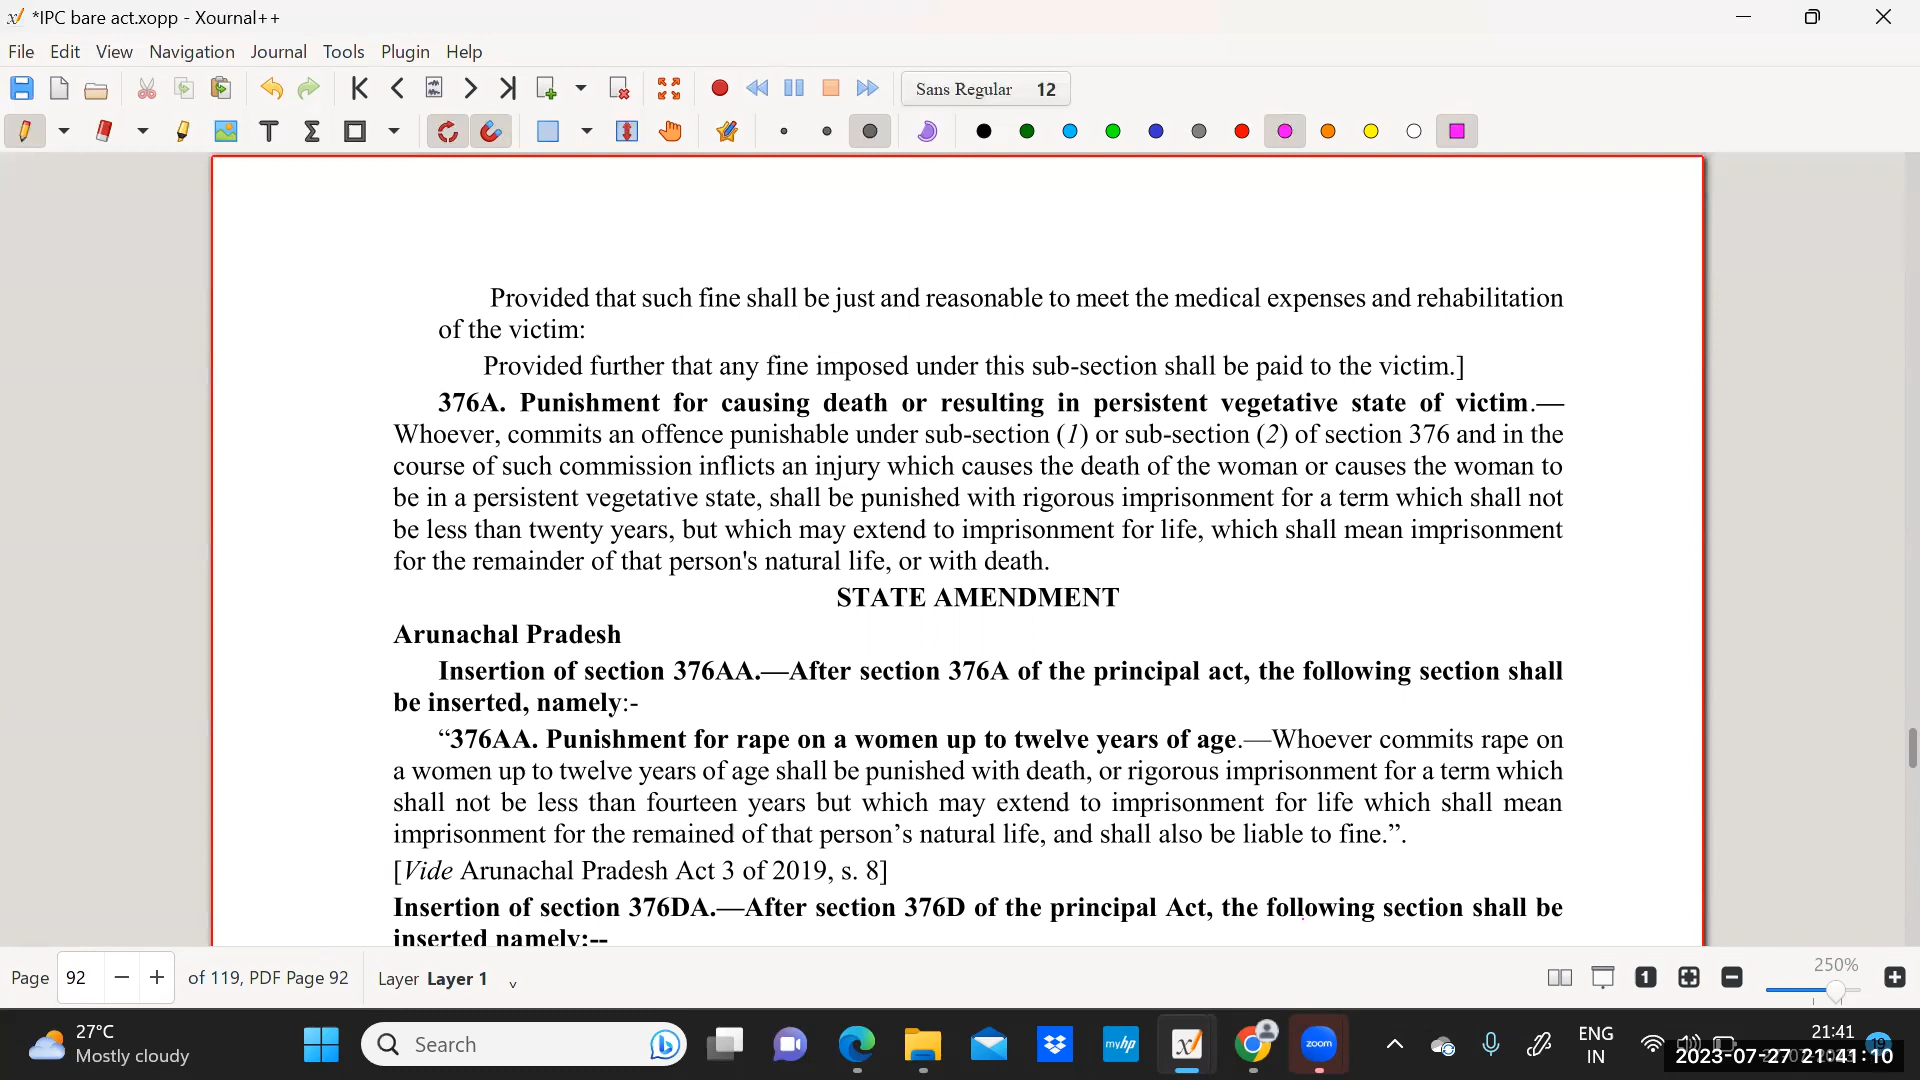 *IPC bare act.xopp - Xournal++
File Edit View Navigation Journal Tools Plugin Help
Sans Regular 12
Provided that such fine shall be just and reasonable to meet the medical expenses and rehabilitation
of the victim:
Provided further that any fine imposed under this sub-section shall be paid to the victim.]
376A. Punishment for causing death or resulting in persistent vegetative state of victim.—
Whoever, commits an offence punishable under sub-section (1) or sub-section (2) of section 376 and in the
course of such commission inflicts an injury which causes the death of the woman or causes the woman to
be in a persistent vegetative state, shall be punished with rigorous imprisonment for a term which shall not
be less than twenty years, but which may extend to imprisonment for life, which shall mean imprisonment
for the remainder of that person's natural life, or with death.
STATE AMENDMENT
Arunachal Pradesh
Insertion of section 376AA.—After section 376A of the principal act, the following section shall
be inserted, namely:-
“376AA. Punishment for rape on a women up to twelve years of age.—Whoever commits rape on
a women up to twelve years of age shall be punished with death, or rigorous imprisonment for a term which
shall not be less than fourteen years but which may extend to imprisonment for life which shall mean
imprisonment for the remained of that person’s natural life, and shall also be liable to fine.”.
[Vide Arunachal Pradesh Act 3 of 2019, s. 8]
Insertion of section 376DA.—After section 376D of the principal Act, the following section shall be
inserted namely:--
Page 92 of 119, PDF Page 92 Layer Layer 1 1 250%
27°C
Mostly cloudy
Search
myhp
zoom
ENG
IN
21:41
19
2023-07-27 21:41:10